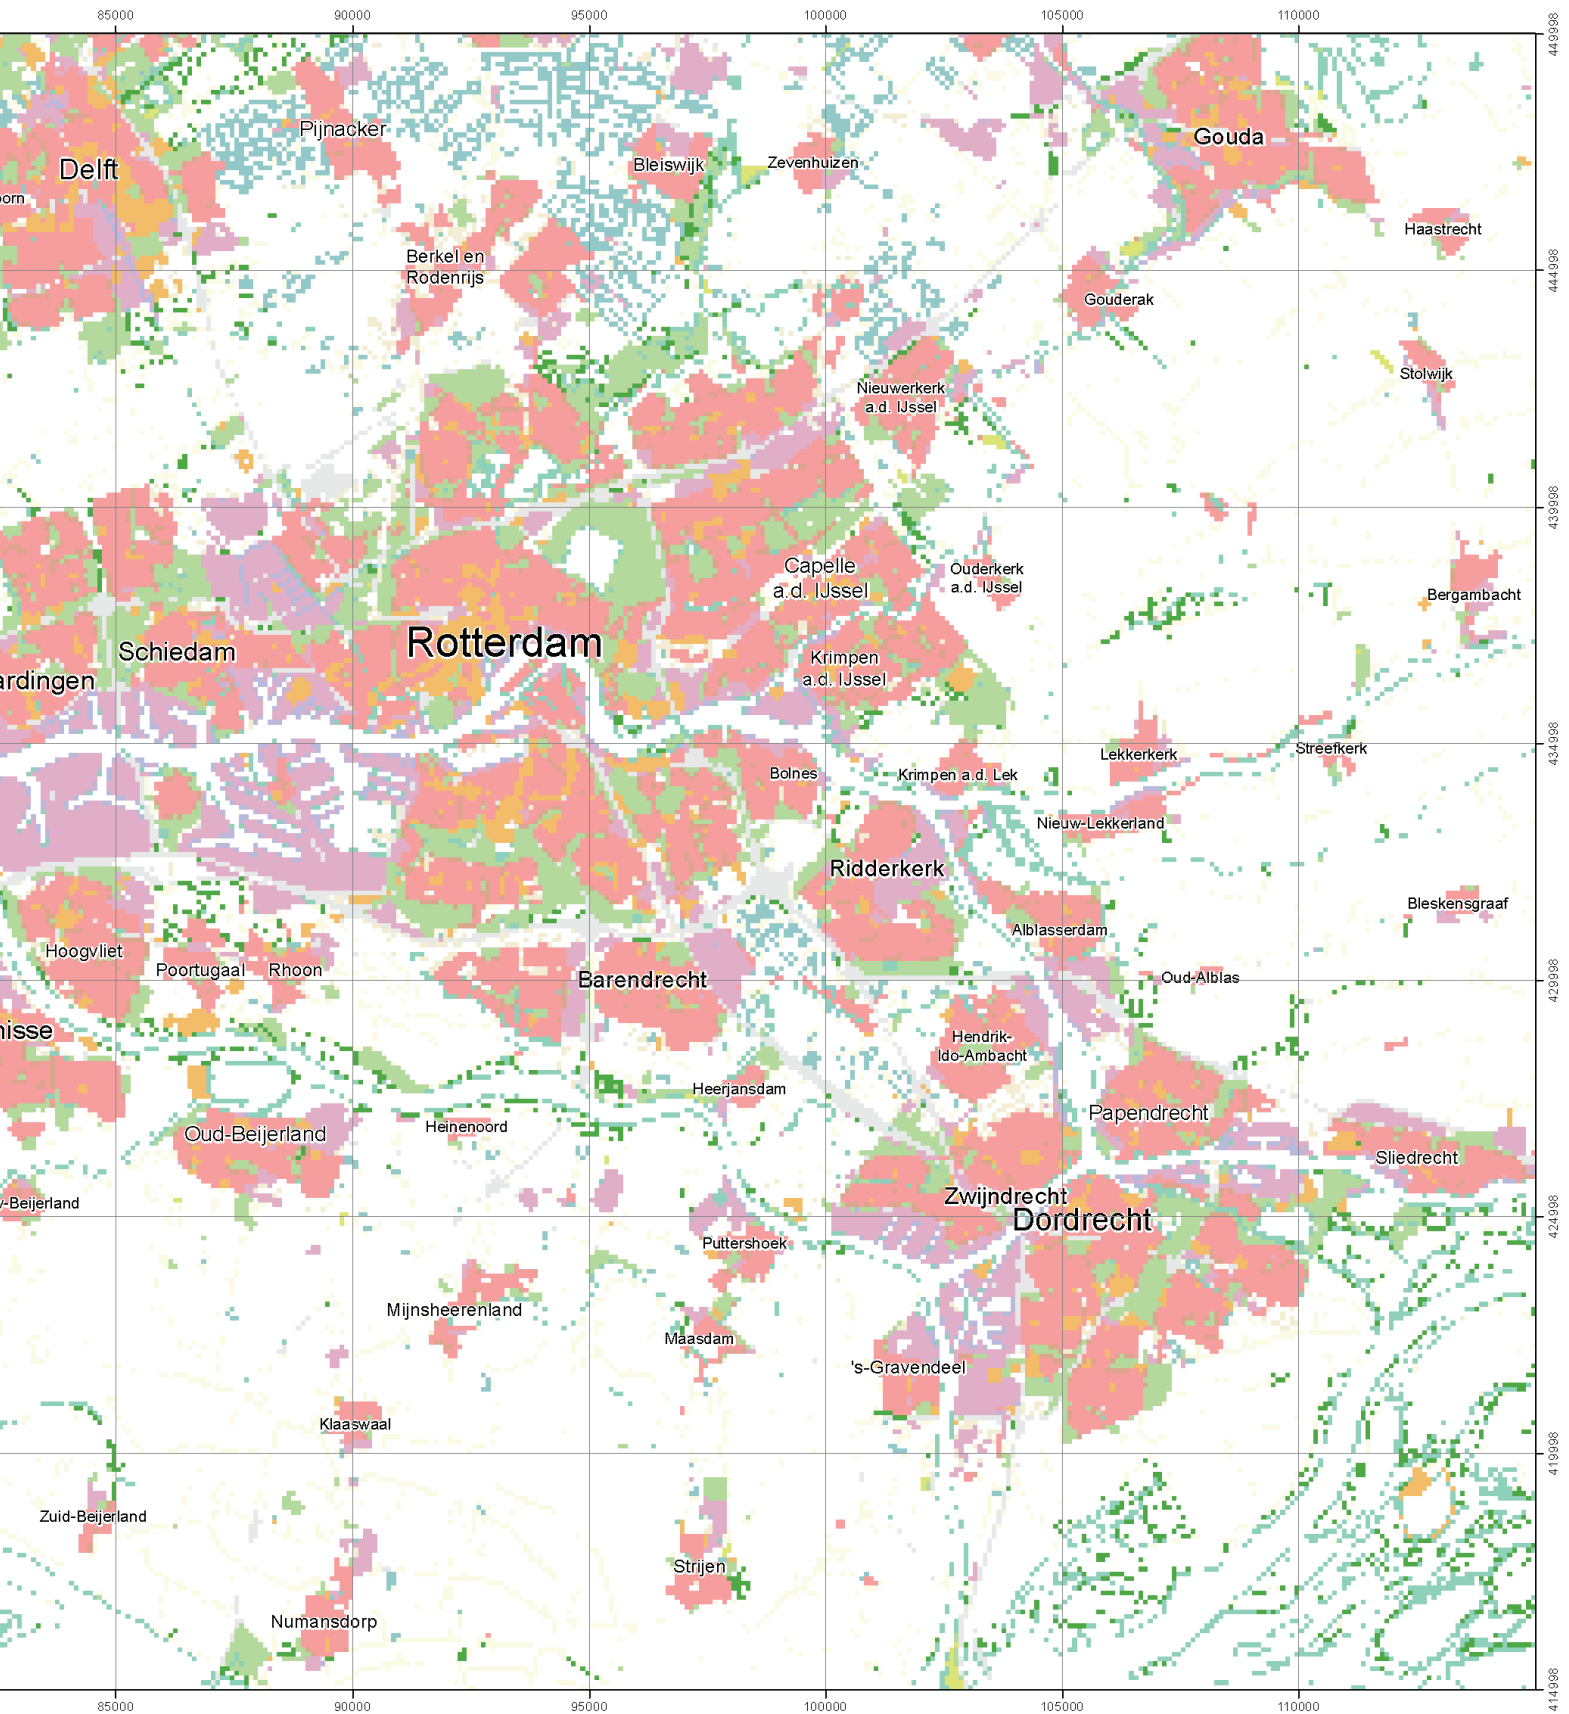 85000 90000 95000 100000 105000 110000
449998
Pijnacker
Gouda
Delft
Bleiswijk
Zevenhuizen
oorn
Haastrecht
Berkel en
Rodenrijs
444998
Gouderak
Stolwijk
Nieuwerkerk
a.d. IJssel
439998
Capelle
a.d. IJssel
Ouderkerk
a.d. IJssel
Bergambacht
Rotterdam
Schiedam
Krimpen
a.d. IJssel
ardingen
434998
Lekkerkerk
Streefkerk
Bolnes
Krimpen a.d. Lek
Nieuw-Lekkerland
Ridderkerk
Bleskensgraaf
Alblasserdam
Hoogvliet
Poortugaal
Rhoon
Barendrecht
Oud-Alblas
429998
nisse
Hendrik-
Ido-Ambacht
Heerjansdam
Papendrecht
Heinenoord
Oud-Beijerland
Sliedrecht
v-Beijerland
Zwijndrecht
Dordrecht
424998
Puttershoek
Mijnsheerenland
Maasdam
's-Gravendeel
Klaaswaal
419998
Zuid-Beijerland
Strijen
Numansdorp
414998
85000 90000 95000 100000 105000 110000